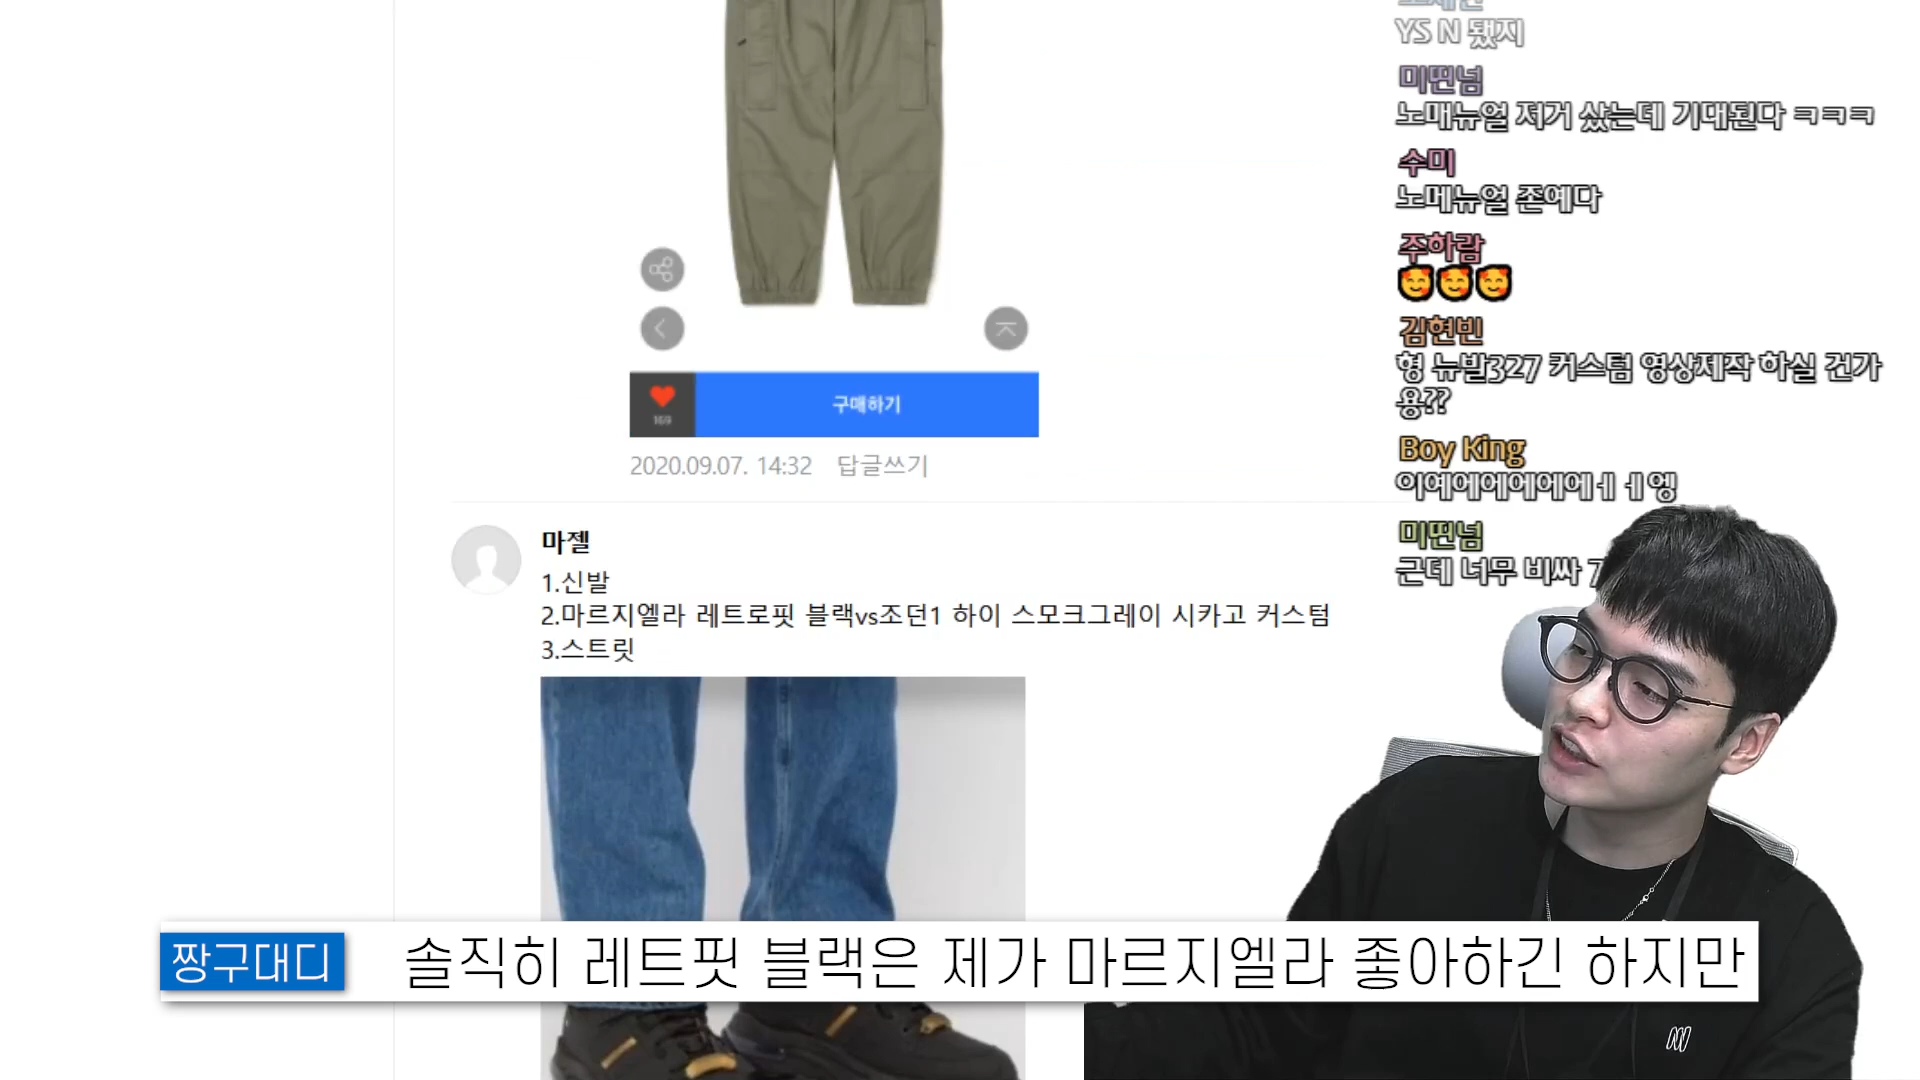 YS N 됐지
미띤넘
노매뉴얼 저거 샀는데 기대된다 ㅋㅋㅋ
수미
노메뉴얼 존예다
주하람
🥰🥰🥰
김현빈
형 뉴발327 커스텀 영상제작 하실 건가
용??
Boy King
이예에에에에에ㅔㅔ엥
미띤넘
근데 너무 비싸
구매하기
169
2020.09.07. 14:32 답글쓰기
마젤
1.신발
2.마르지엘라 레트로핏 블랙vs조던1 하이 스모크그레이 시카고 커스텀
3.스트릿
짱구대디 솔직히 레트핏 블랙은 제가 마르지엘라 좋아하긴 하지만